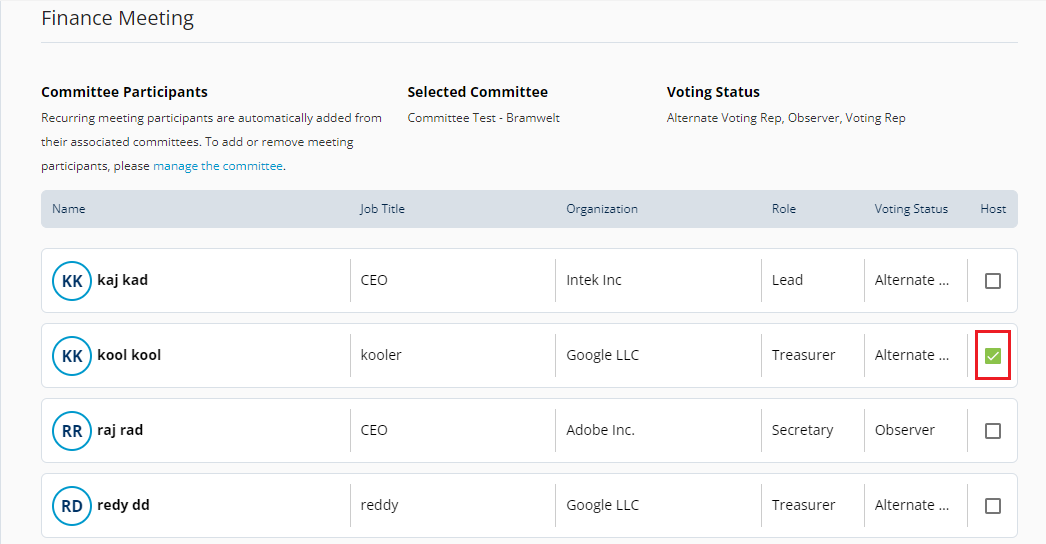 Finance Meeting
Committee Participants
Recurring meeting participants are automatically added from
their associated committees. To add or remove meeting
participants, please manage the committee.
Selected Committee
Committee Test - Bramwelt
Voting Status
Alternate Voting Rep, Observer, Voting Rep
Name Job Title Organization Role Voting Status Host
KK kaj kad CEO Intek Inc Lead Alternate ...
KK kool kool kooler Google LLC Treasurer Alternate ...
RR raj rad CEO Adobe Inc. Secretary Observer
RD redy dd reddy Google LLC Treasurer Alternate ...